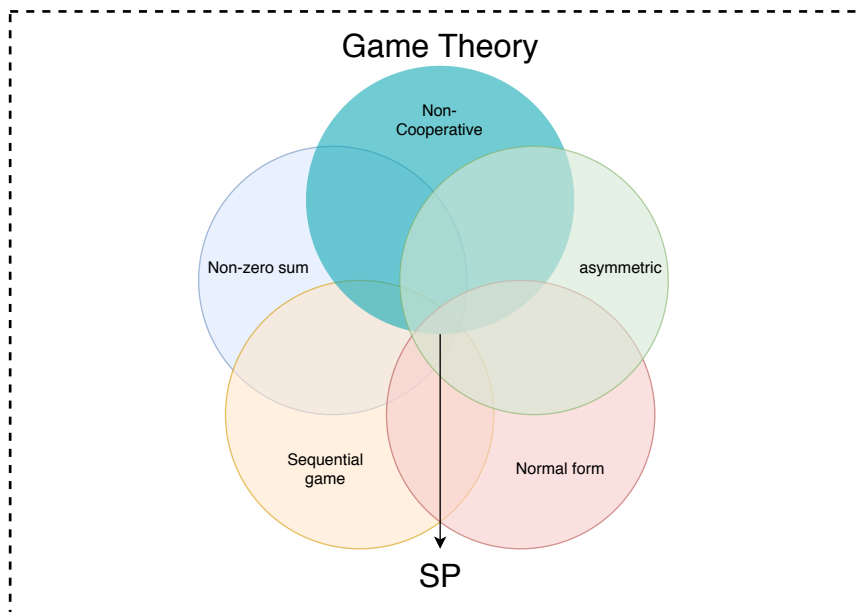 Game Theory
Non-
Cooperative
Non-zero sum
asymmetric
Sequential
game
Normal form
SP